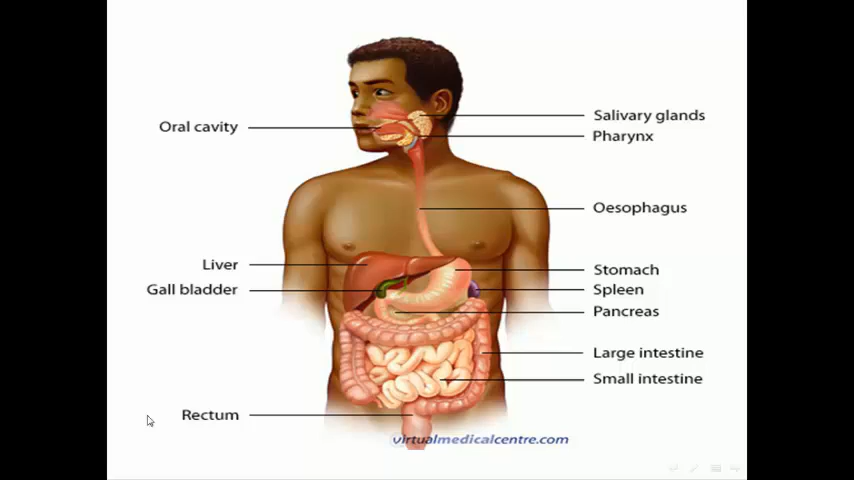 Salivary glands
Oral cavity
Pharynx
Oesophagus
Liver
Stomach
Gall bladder
Spleen
Pancreas
Large intestine
Small intestine
Rectum
virtualmedicalcentre.com